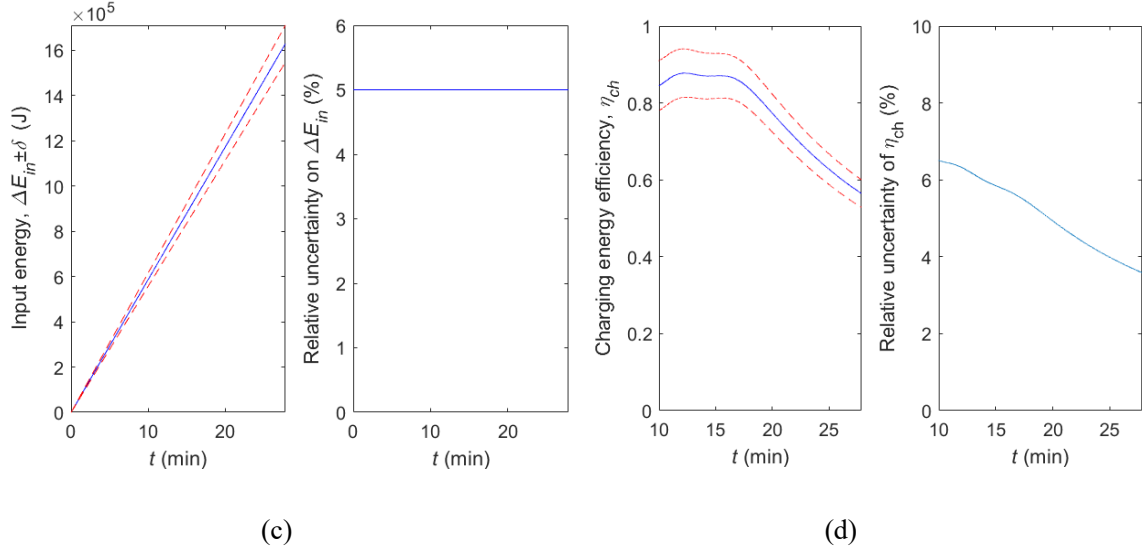 ×10⁵
16
14
12
10
8
6
4
2
0
0 10 20
t (min)
Input energy, ΔE_in±δ (J)
6
5
4
3
2
1
0
0 10 20
t (min)
Relative uncertainty on ΔE_in (%)
(c)
1
0.8
0.6
0.4
0.2
0
10 15 20 25
t (min)
Charging energy efficiency, η_ch
10
8
6
4
2
0
10 15 20 25
t (min)
Relative uncertainty of η_ch (%)
(d)